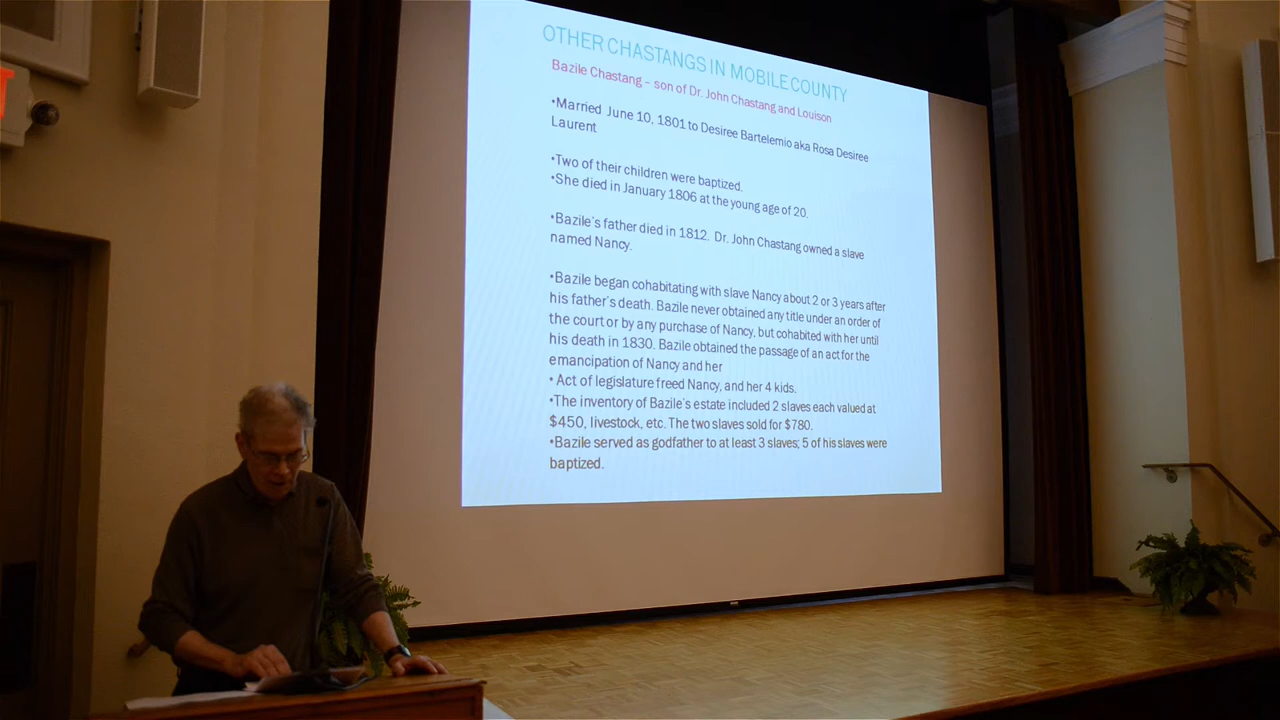 OTHER CHASTANGS IN MOBILE COUNTY
Bazile Chastang – son of Dr. John Chastang and Louison
•Married June 10, 1801 to Desiree Bartelemio aka Rosa Desiree
Laurent
•Two of their children were baptized.
•She died in January 1806 at the young age of 20.
•Bazile's father died in 1812. Dr. John Chastang owned a slave
named Nancy.
•Bazile began cohabitating with slave Nancy about 2 or 3 years after
his father's death. Bazile never obtained any title under an order of
the court or by any purchase of Nancy, but cohabited with her until
his death in 1830. Bazile obtained the passage of an act for the
emancipation of Nancy and her
• Act of legislature freed Nancy, and her 4 kids.
•The inventory of Bazile's estate included 2 slaves each valued at
$450, livestock, etc. The two slaves sold for $780.
•Bazile served as godfather to at least 3 slaves; 5 of his slaves were
baptized.